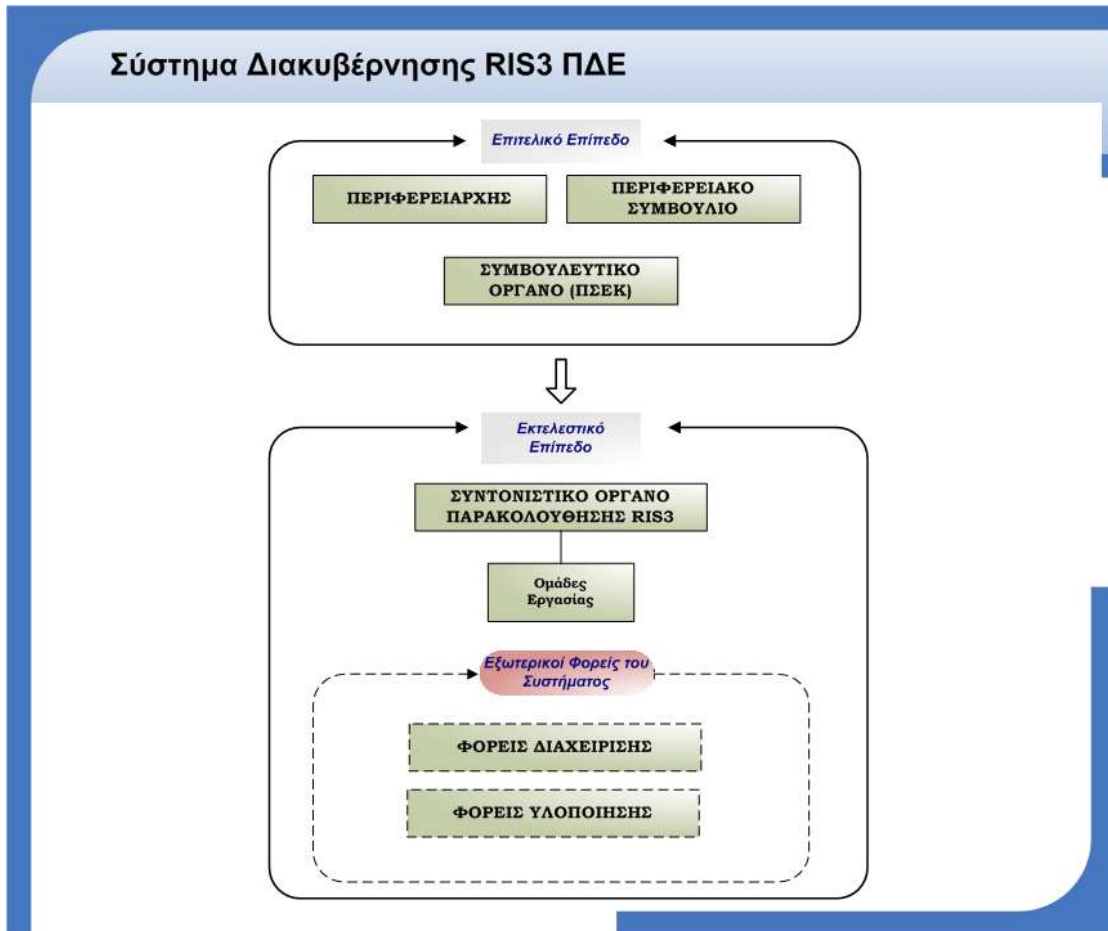 Σύστημα Διακυβέρνησης RIS3 ΠΔΕ
Επιτελικό Επίπεδο
ΠΕΡΙΦΕΡΕΙΑΡΧΗΣ
ΠΕΡΙΦΕΡΕΙΑΚΟ
ΣΥΜΒΟΥΛΙΟ
ΣΥΜΒΟΥΛΕΥΤΙΚΟ
ΟΡΓΑΝΟ (ΠΣΕΚ)
Εκτελεστικό
Επίπεδο
ΣΥΝΤΟΝΙΣΤΙΚΟ ΟΡΓΑΝΟ
ΠΑΡΑΚΟΛΟΥΘΗΣΗΣ RIS3
Ομάδες
Εργασίας
Εξωτερικοί Φορείς του
Συστήματος
ΦΟΡΕΙΣ ΔΙΑΧΕΙΡΙΣΗΣ
ΦΟΡΕΙΣ ΥΛΟΠΟΙΗΣΗΣ